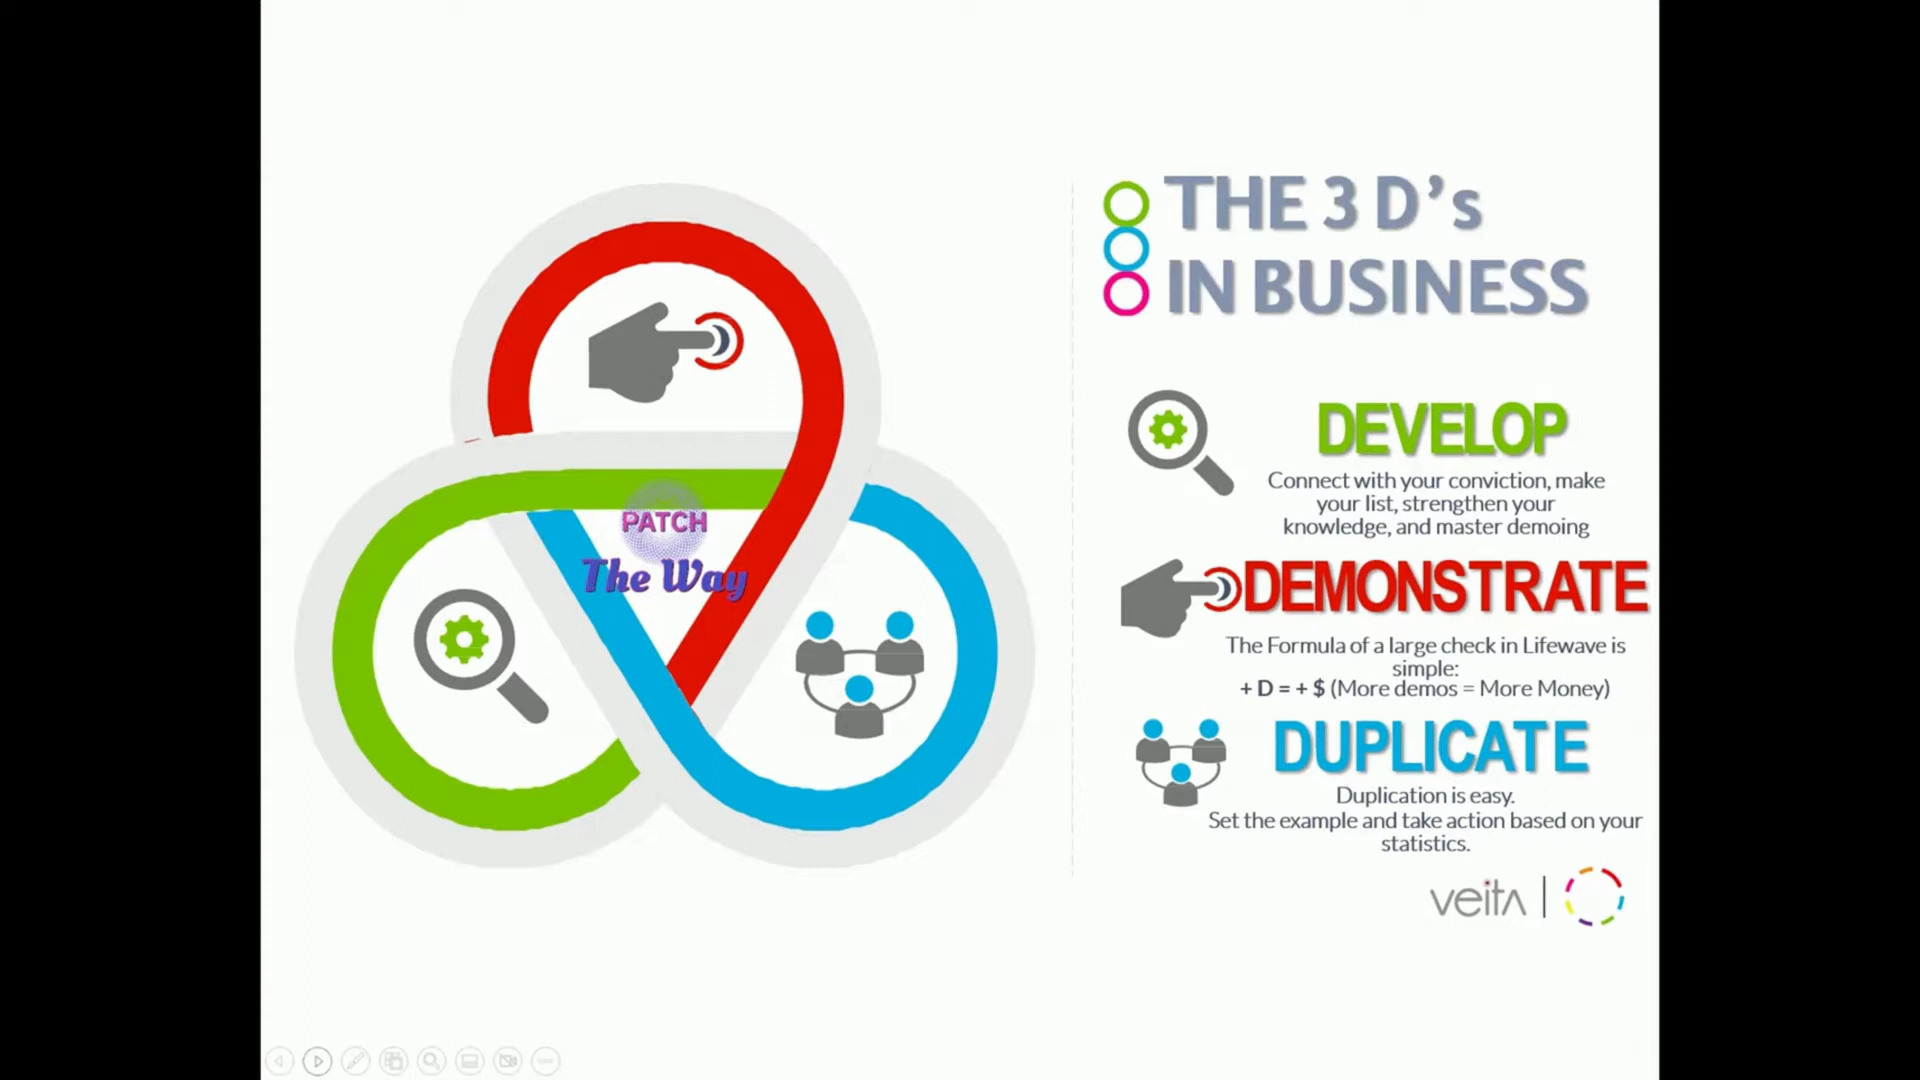 PATCH
The Way
THE 3 D's
IN BUSINESS
DEVELOP
Connect with your conviction, make
your list, strengthen your
knowledge, and master demoing
DEMONSTRATE
The Formula of a large check in Lifewave is
simple:
+ D = + $ (More demos = More Money)
DUPLICATE
Duplication is easy.
Set the example and take action based on your
statistics.
veita